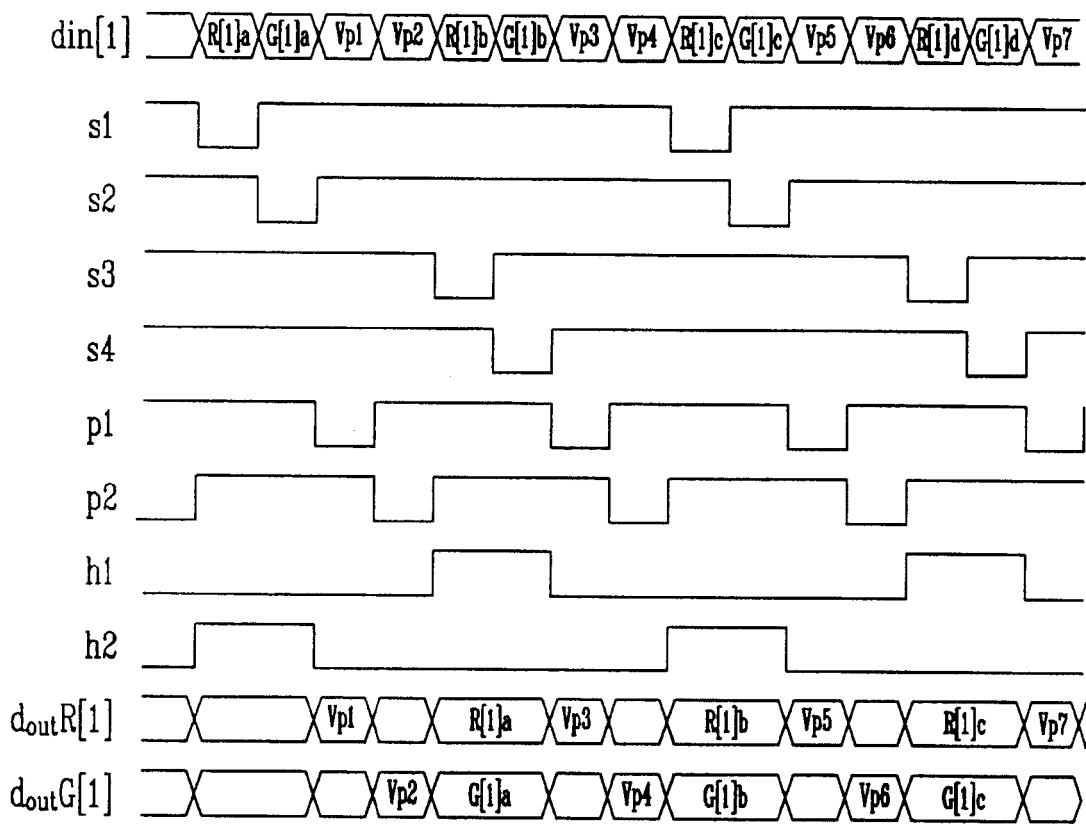 din[1] R[1]a G[1]a Vp1 Vp2 R[1]b G[1]b Vp3 Vp4 R[1]c G[1]c Vp5 Vp6 R[1]d G[1]d Vp7
s1
s2
s3
s4
p1
p2
h1
h2
doutR[1] Vp1 R[1]a Vp3 R[1]b Vp5 R[1]c Vp7
doutG[1] Vp2 G[1]a Vp4 G[1]b Vp6 G[1]c